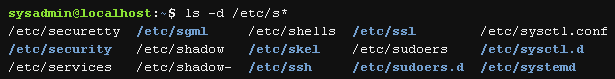 sysadmin@localhost:~$ ls -d /etc/s*
/etc/securetty /etc/sgml /etc/shells /etc/ssl /etc/sysctl.conf
/etc/security /etc/shadow /etc/skel /etc/sudoers /etc/sysctl.d
/etc/services /etc/shadow- /etc/ssh /etc/sudoers.d /etc/systemd